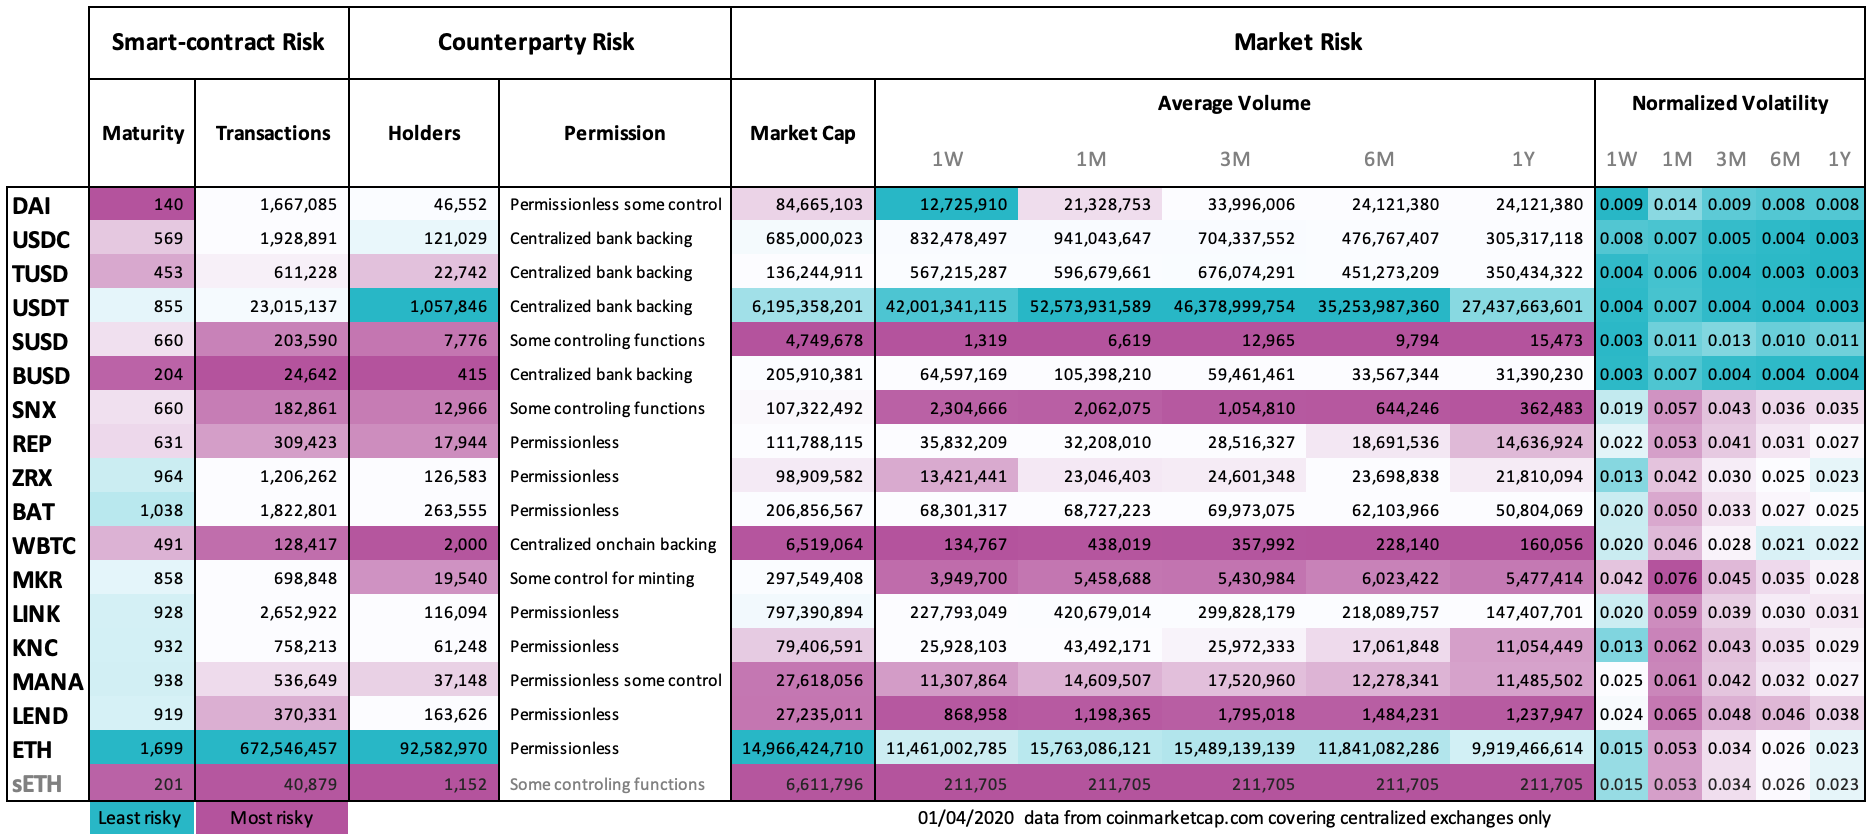 Smart-contract Risk Counterparty Risk Market Risk
Maturity Transactions Holders Permission Market Cap Average Volume Normalized Volatility
1W 1M 3M 6M 1Y 1W 1M 3M 6M 1Y
DAI 140 1,667,085 46,552 Permissionless some control 84,665,103 12,725,910 21,328,753 33,996,006 24,121,380 24,121,380 0.009 0.014 0.009 0.008 0.008
USDC 569 1,928,891 121,029 Centralized bank backing 685,000,023 832,478,497 941,043,647 704,337,552 476,767,407 305,317,118 0.008 0.007 0.005 0.004 0.003
TUSD 453 611,228 22,742 Centralized bank backing 136,244,911 567,215,287 596,679,661 676,074,291 451,273,209 350,434,322 0.004 0.006 0.004 0.003 0.003
USDT 855 23,015,137 1,057,846 Centralized bank backing 6,195,358,201 42,001,341,115 52,573,931,589 46,378,999,754 35,253,987,360 27,437,663,601 0.004 0.007 0.004 0.004 0.003
SUSD 660 203,590 7,776 Some controling functions 4,749,678 1,319 6,619 12,965 9,794 15,473 0.003 0.011 0.013 0.010 0.011
BUSD 204 24,642 415 Centralized bank backing 205,910,381 64,597,169 105,398,210 59,461,461 33,567,344 31,390,230 0.003 0.007 0.004 0.004 0.004
SNX 660 182,861 12,966 Some controling functions 107,322,492 2,304,666 2,062,075 1,054,810 644,246 362,483 0.019 0.057 0.043 0.036 0.035
REP 631 309,423 17,944 Permissionless 111,788,115 35,832,209 32,208,010 28,516,327 18,691,536 14,636,924 0.022 0.053 0.041 0.031 0.027
ZRX 964 1,206,262 126,583 Permissionless 98,909,582 13,421,441 23,046,403 24,601,348 23,698,838 21,810,094 0.013 0.042 0.030 0.025 0.023
BAT 1,038 1,822,801 263,555 Permissionless 206,856,567 68,301,317 68,727,223 69,973,075 62,103,966 50,804,069 0.020 0.050 0.033 0.027 0.025
WBTC 491 128,417 2,000 Centralized onchain backing 6,519,064 134,767 438,019 357,992 228,140 160,056 0.020 0.046 0.028 0.021 0.022
MKR 858 698,848 19,540 Some control for minting 297,549,408 3,949,700 5,458,688 5,430,984 6,023,422 5,477,414 0.042 0.076 0.045 0.035 0.028
LINK 928 2,652,922 116,094 Permissionless 797,390,894 227,793,049 420,679,014 299,828,179 218,089,757 147,407,701 0.020 0.059 0.039 0.030 0.031
KNC 932 758,213 61,248 Permissionless 79,406,591 25,928,103 43,492,171 25,972,333 17,061,848 11,054,449 0.013 0.062 0.043 0.035 0.029
MANA 938 536,649 37,148 Permissionless some control 27,618,056 11,307,864 14,609,507 17,520,960 12,278,341 11,485,502 0.025 0.061 0.042 0.032 0.027
LEND 919 370,331 163,626 Permissionless 27,235,011 868,958 1,198,365 1,795,018 1,484,231 1,237,947 0.024 0.065 0.048 0.046 0.038
ETH 1,699 672,546,457 92,582,970 Permissionless 14,966,424,710 11,461,002,785 15,763,086,121 15,489,139,139 11,841,082,286 9,919,466,614 0.015 0.053 0.034 0.026 0.023
sETH 201 40,879 1,152 Some controling functions 6,611,796 211,705 211,705 211,705 211,705 211,705 0.015 0.053 0.034 0.026 0.023
Least risky Most risky 01/04/2020 data from coinmarketcap.com covering centralized exchanges only